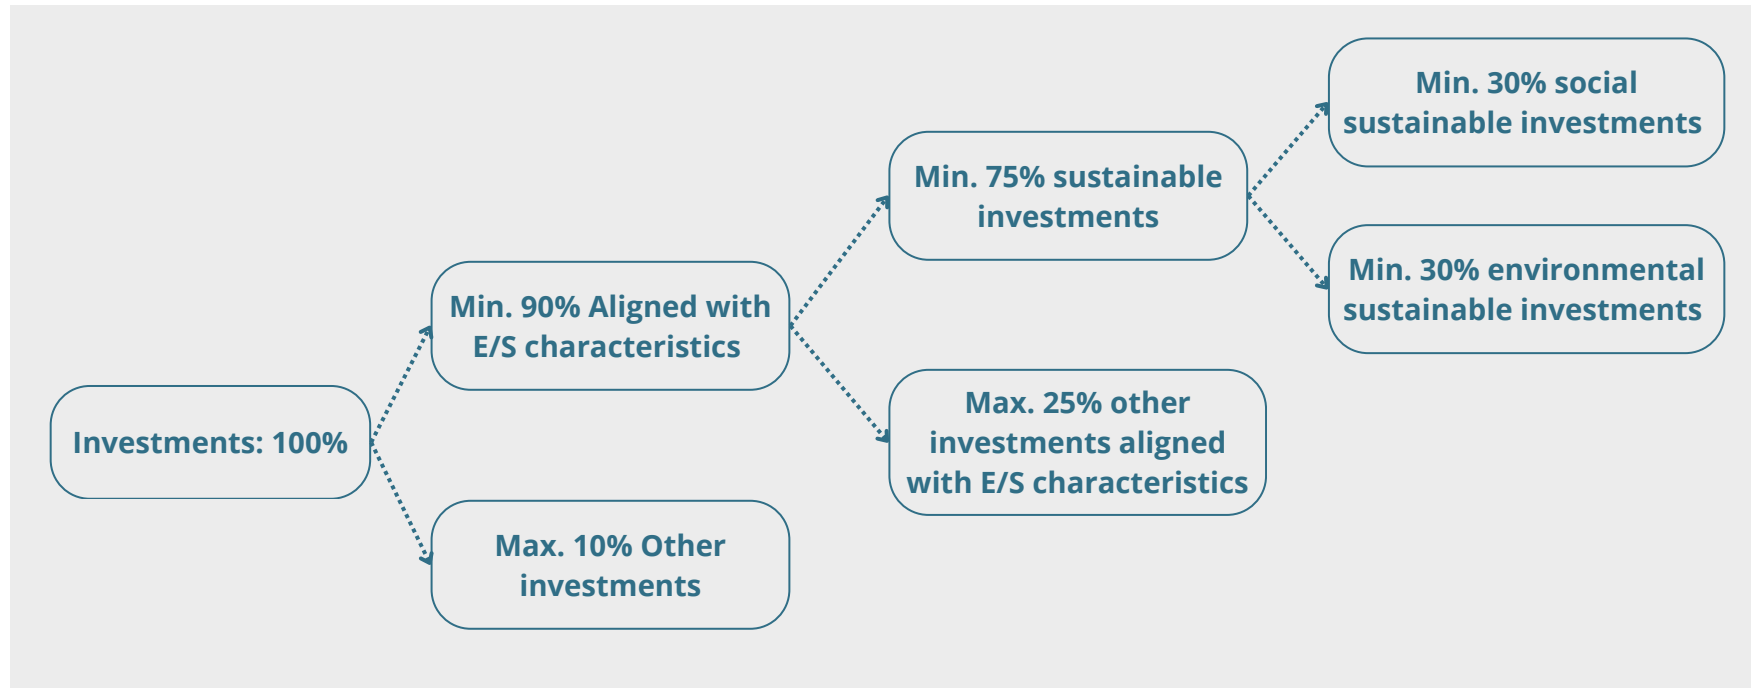 Investments: 100%
Min. 90% Aligned with
E/S characteristics
Max. 10% Other
investments
Min. 75% sustainable
investments
Max. 25% other
investments aligned
with E/S characteristics
Min. 30% social
sustainable investments
Min. 30% environmental
sustainable investments